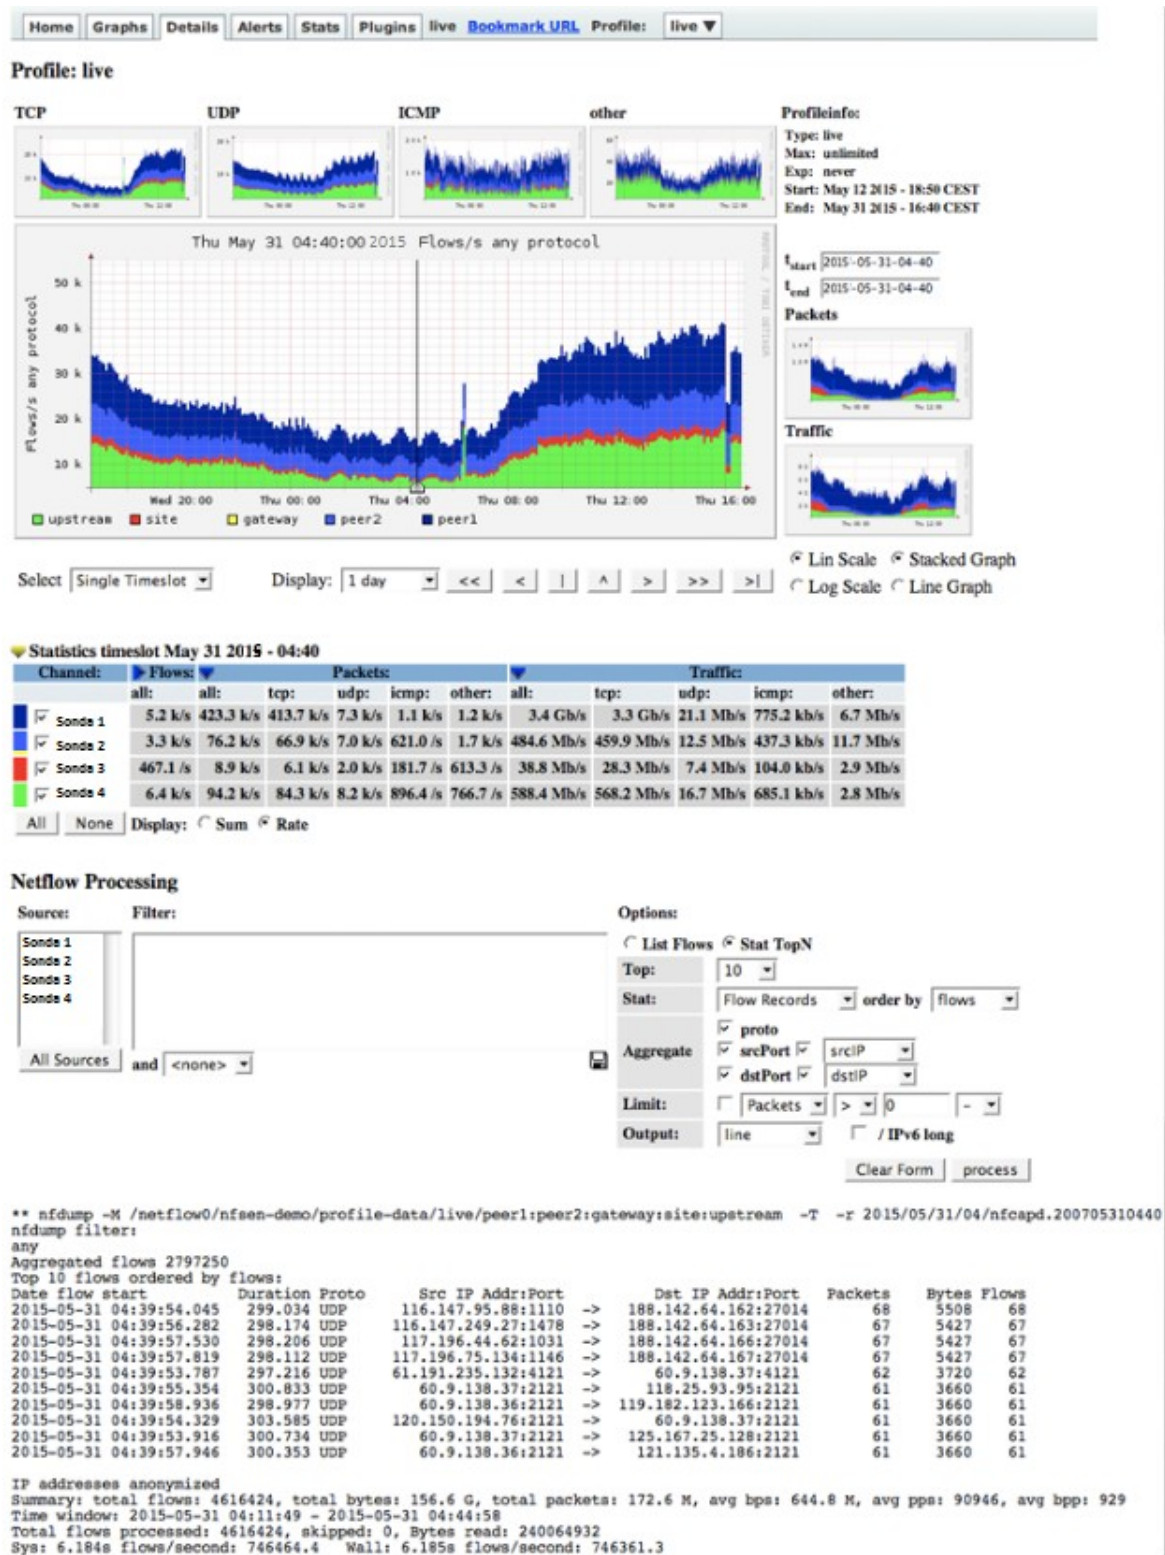 Home Graphs Details Alerts Stats Plugins live Bookmark URL Profile: live ▼
Profile: live
TCP UDP ICMP other Profileinfo:
Type: live
Max: unlimited
Exp: never
Start: May 12 2015 - 18:50 CEST
End: May 31 2015 - 16:40 CEST
Thu May 31 04:40:00 2015 Flows/s any protocol
tstart 2015-05-31-04-40
tend 2015-05-31-04-40
Packets
Traffic
Flows/s any protocol
50 k
40 k
30 k
20 k
10 k
Wed 20:00 Thu 00:00 Thu 04:00 Thu 08:00 Thu 12:00 Thu 16:00
upstream site gateway peer2 peer1
Lin Scale Stacked Graph
Select Single Timeslot Display: 1 day << < | ^ > >> >|
Log Scale Line Graph
Statistics timeslot May 31 2015 - 04:40
Channel: Flows: Packets: Traffic:
all: all: tcp: udp: icmp: other: all: tcp: udp: icmp: other:
Sonda 1 5.2 k/s 423.3 k/s 413.7 k/s 7.3 k/s 1.1 k/s 1.2 k/s 3.4 Gb/s 3.3 Gb/s 21.1 Mb/s 775.2 kb/s 6.7 Mb/s
Sonda 2 3.3 k/s 76.2 k/s 66.9 k/s 7.0 k/s 621.0 /s 1.7 k/s 484.6 Mb/s 459.9 Mb/s 12.5 Mb/s 437.3 kb/s 11.7 Mb/s
Sonda 3 467.1 /s 8.9 k/s 6.1 k/s 2.0 k/s 181.7 /s 613.3 /s 38.8 Mb/s 28.3 Mb/s 7.4 Mb/s 104.0 kb/s 2.9 Mb/s
Sonda 4 6.4 k/s 94.2 k/s 84.3 k/s 8.2 k/s 896.4 /s 766.7 /s 588.4 Mb/s 568.2 Mb/s 16.7 Mb/s 685.1 kb/s 2.8 Mb/s
All None Display: Sum Rate
Netflow Processing
Source: Filter: Options:
Sonda 1
Sonda 2
Sonda 3
Sonda 4
All Sources and <none>
List Flows Stat TopN
Top: 10
Stat: Flow Records order by flows
Aggregate
proto
srcPort srcIP
dstPort dstIP
Limit: Packets > 0 -
Output: line / IPv6 long
Clear Form process
** nfdump -M /netflow0/nfsen-demo/profile-data/live/peer1:peer2:gateway:site:upstream -T -r 2015/05/31/04/nfcapd.200705310440
nfdump filter:
any
Aggregated flows 2797250
Top 10 flows ordered by flows:
Date flow start Duration Proto Src IP Addr:Port Dst IP Addr:Port Packets Bytes Flows
2015-05-31 04:39:54.045 299.034 UDP 116.147.95.88:1110 -> 188.142.64.162:27014 68 5508 68
2015-05-31 04:39:56.282 298.174 UDP 116.147.249.27:1478 -> 188.142.64.163:27014 67 5427 67
2015-05-31 04:39:57.530 298.206 UDP 117.196.44.62:1031 -> 188.142.64.166:27014 67 5427 67
2015-05-31 04:39:57.819 298.112 UDP 117.196.75.134:1146 -> 188.142.64.167:27014 67 5427 67
2015-05-31 04:39:53.787 297.216 UDP 61.191.235.132:4121 -> 60.9.138.37:4121 62 3720 62
2015-05-31 04:39:55.354 300.833 UDP 60.9.138.37:2121 -> 118.25.93.95:2121 61 3660 61
2015-05-31 04:39:58.936 298.977 UDP 60.9.138.36:2121 -> 119.182.123.166:2121 61 3660 61
2015-05-31 04:39:54.329 303.585 UDP 120.150.194.76:2121 -> 60.9.138.37:2121 61 3660 61
2015-05-31 04:39:53.916 300.734 UDP 60.9.138.37:2121 -> 125.167.25.128:2121 61 3660 61
2015-05-31 04:39:57.946 300.353 UDP 60.9.138.36:2121 -> 121.135.4.186:2121 61 3660 61
IP addresses anonymized
Summary: total flows: 4616424, total bytes: 156.6 G, total packets: 172.6 M, avg bps: 644.8 M, avg pps: 90946, avg bpp: 929
Time window: 2015-05-31 04:11:49 - 2015-05-31 04:44:58
Total flows processed: 4616424, skipped: 0, Bytes read: 240064932
Sys: 6.184s flows/second: 746464.4 Wall: 6.185s flows/second: 746361.3